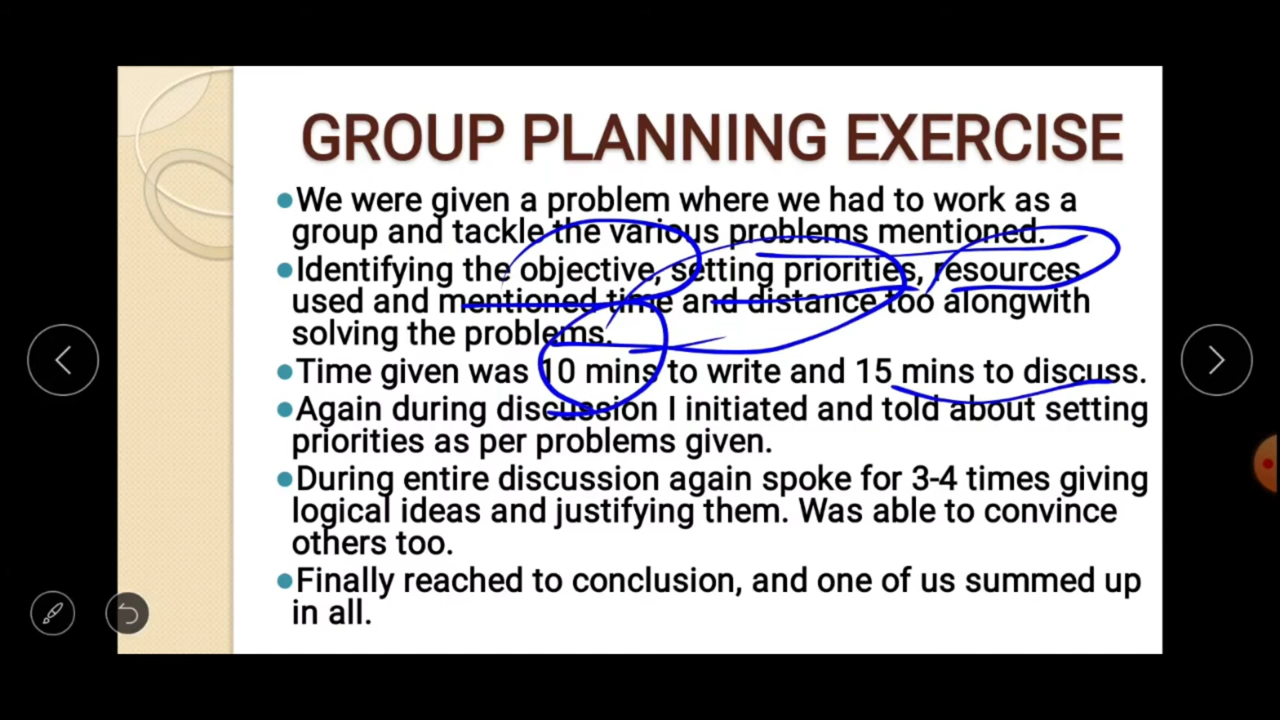 GROUP PLANNING EXERCISE
We were given a problem where we had to work as a
group and tackle the various problems mentioned.
Identifying the objective, setting priorities, resources
used and mentioned time and distance too alongwith
solving the problems.
Time given was 10 mins to write and 15 mins to discuss.
Again during discussion I initiated and told about setting
priorities as per problems given.
During entire discussion again spoke for 3-4 times giving
logical ideas and justifying them. Was able to convince
others too.
Finally reached to conclusion, and one of us summed up
in all.